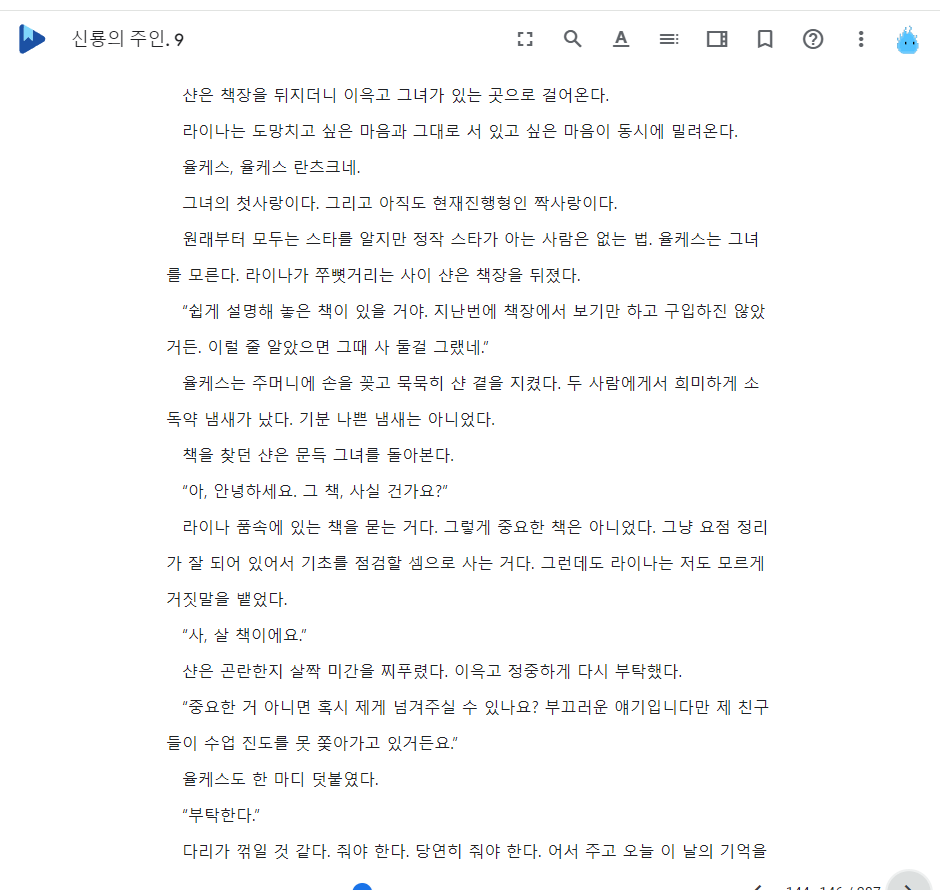 신룡의 주인. 9
샨은 책장을 뒤지더니 이윽고 그녀가 있는 곳으로 걸어온다.
라이나는 도망치고 싶은 마음과 그대로 서 있고 싶은 마음이 동시에 밀려온다.
율케스, 율케스 란츠크네.
그녀의 첫사랑이다. 그리고 아직도 현재진행형인 짝사랑이다.
원래부터 모두는 스타를 알지만 정작 스타가 아는 사람은 없는 법. 율케스는 그녀
를 모른다. 라이나가 쭈뼛거리는 사이 샨은 책장을 뒤졌다.
“쉽게 설명해 놓은 책이 있을 거야. 지난번에 책장에서 보기만 하고 구입하진 않았
거든. 이럴 줄 알았으면 그때 사 둘걸 그랬네.”
율케스는 주머니에 손을 꽂고 묵묵히 샨 곁을 지켰다. 두 사람에게서 희미하게 소
독약 냄새가 났다. 기분 나쁜 냄새는 아니었다.
책을 찾던 샨은 문득 그녀를 돌아본다.
“아, 안녕하세요. 그 책, 사실 건가요?”
라이나 품속에 있는 책을 묻는 거다. 그렇게 중요한 책은 아니었다. 그냥 요점 정리
가 잘 되어 있어서 기초를 점검할 셈으로 사는 거다. 그런데도 라이나는 저도 모르게
거짓말을 뱉었다.
“사, 살 책이에요.”
샨은 곤란한지 살짝 미간을 찌푸렸다. 이윽고 정중하게 다시 부탁했다.
“중요한 거 아니면 혹시 제게 넘겨주실 수 있나요? 부끄러운 얘기입니다만 제 친구
들이 수업 진도를 못 쫓아가고 있거든요.”
율케스도 한 마디 덧붙였다.
“부탁한다.”
다리가 꺾일 것 같다. 줘야 한다. 당연히 줘야 한다. 어서 주고 오늘 이 날의 기억을